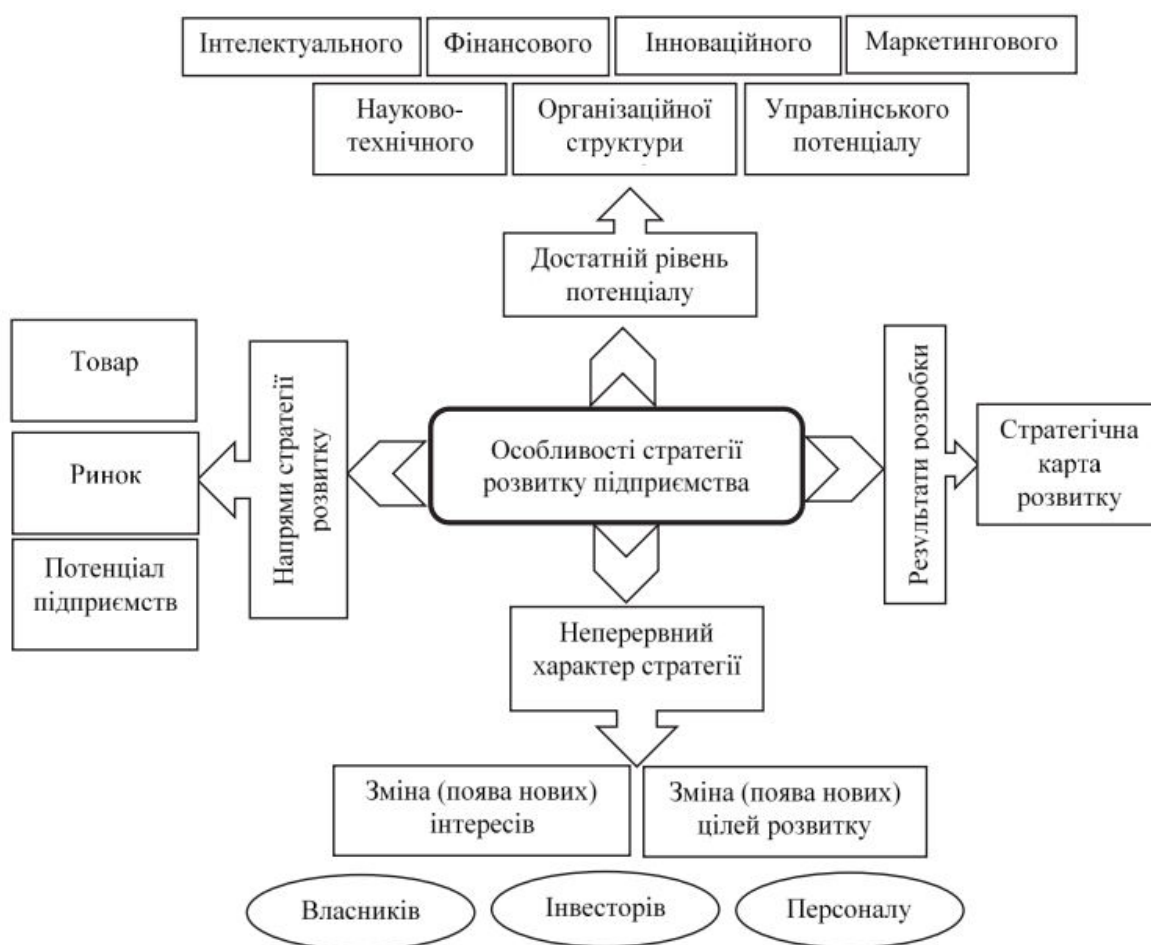 Інтелектуального
Фінансового
Інноваційного
Маркетингового
Науково-
технічного
Організаційної
структури
Управлінського
потенціалу
Достатній рівень
потенціалу
Товар
Ринок
Потенціал
підприємств
Напрями стратегії
розвитку
Особливості стратегії
розвитку підприємства
Результати розробки
Стратегічна
карта
розвитку
Неперервний
характер стратегії
Зміна (поява нових)
інтересів
Зміна (поява нових)
цілей розвитку
Власників
Інвесторів
Персоналу